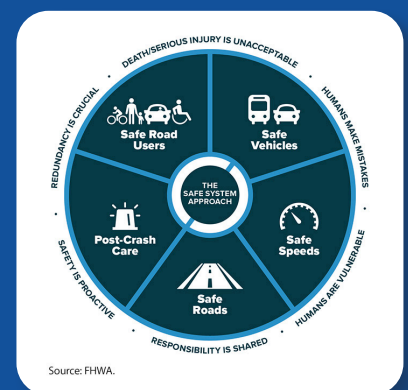 DEATH/SERIOUS INJURY IS UNACCEPTABLE
HUMANS MAKE MISTAKES
HUMANS ARE VULNERABLE
RESPONSIBILITY IS SHARED
SAFETY IS PROACTIVE
REDUNDANCY IS CRUCIAL
Safe Road
Users
Safe
Vehicles
THE
SAFE SYSTEM
APPROACH
Post-Crash
Care
Safe
Speeds
Safe
Roads
Source: FHWA.